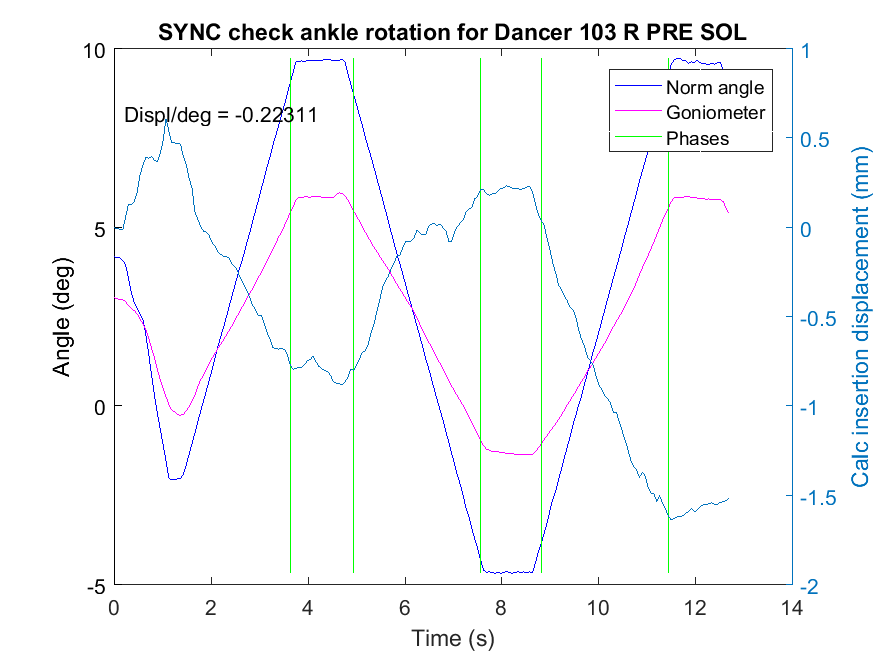 SYNC check ankle rotation for Dancer 103 R PRE SOL
Displ/deg = -0.22311
Norm angle
Goniometer
Phases
Angle (deg)
10
5
0
-5
Calc insertion displacement (mm)
1
0.5
0
-0.5
-1
-1.5
-2
0 2 4 6 8 10 12 14
Time (s)